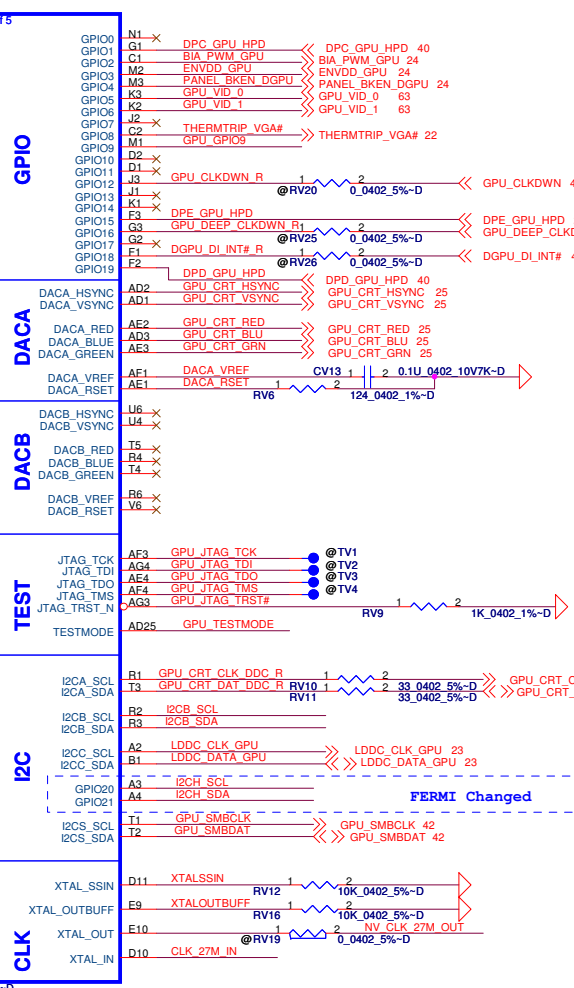 f 5
GPIO
GPIO0 N1
GPIO1 G1 DPC_GPU_HPD DPC_GPU_HPD 40
GPIO2 C1 BIA_PWM_GPU BIA_PWM_GPU 24
GPIO3 M2 ENVDD_GPU ENVDD_GPU 24
GPIO4 M3 PANEL_BKEN_DGPU PANEL_BKEN_DGPU 24
GPIO5 K3 GPU_VID_0 GPU_VID_0 63
GPIO6 K2 GPU_VID_1 GPU_VID_1 63
GPIO7 J2
GPIO8 C2 THERMTRIP_VGA# THERMTRIP_VGA# 22
GPIO9 M1 GPU_GPIO9
GPIO10 D2
GPIO11 D1
GPIO12 J3 GPU_CLKDWN_R 1 2 GPU_CLKDWN 4
@RV20 0_0402_5%~D
GPIO13 J1
GPIO14 K1
GPIO15 F3 DPE_GPU_HPD DPE_GPU_HPD
GPIO16 G3 GPU_DEEP_CLKDWN_R 1 2 GPU_DEEP_CLKD
@RV25 0_0402_5%~D
GPIO17 G2
GPIO18 F1 DGPU_DI_INT#_R 1 2 DGPU_DI_INT# 4
@RV26 0_0402_5%~D
GPIO19 F2 DPD_GPU_HPD DPD_GPU_HPD 40
DACA
DACA_HSYNC AD2 GPU_CRT_HSYNC GPU_CRT_HSYNC 25
DACA_VSYNC AD1 GPU_CRT_VSYNC GPU_CRT_VSYNC 25
DACA_RED AE2 GPU_CRT_RED GPU_CRT_RED 25
DACA_BLUE AD3 GPU_CRT_BLU GPU_CRT_BLU 25
DACA_GREEN AE3 GPU_CRT_GRN GPU_CRT_GRN 25
DACA_VREF AF1 DACA_VREF CV13 1 2 0.1U_0402_10V7K~D
DACA_RSET AE1 DACA_RSET 1 2
RV6 124_0402_1%~D
DACB
DACB_HSYNC U6
DACB_VSYNC U4
DACB_RED T5
DACB_BLUE R4
DACB_GREEN T4
DACB_VREF R6
DACB_RSET V6
TEST
JTAG_TCK AF3 GPU_JTAG_TCK @TV1
JTAG_TDI AG4 GPU_JTAG_TDI @TV2
JTAG_TDO AE4 GPU_JTAG_TDO @TV3
JTAG_TMS AF4 GPU_JTAG_TMS @TV4
JTAG_TRST_N AG3 GPU_JTAG_TRST# 1 2
RV9 1K_0402_1%~D
TESTMODE AD25 GPU_TESTMODE
I2C
I2CA_SCL R1 GPU_CRT_CLK_DDC_R 1 2 GPU_CRT_C
I2CA_SDA T3 GPU_CRT_DAT_DDC_R RV10 1 2 33_0402_5%~D GPU_CRT_
RV11 33_0402_5%~D
I2CB_SCL R2 I2CB_SCL
I2CB_SDA R3 I2CB_SDA
I2CC_SCL A2 LDDC_CLK_GPU LDDC_CLK_GPU 23
I2CC_SDA B1 LDDC_DATA_GPU LDDC_DATA_GPU 23
GPIO20 A3 I2CH_SCL
GPIO21 A4 I2CH_SDA FERMI Changed
I2CS_SCL T1 GPU_SMBCLK GPU_SMBCLK 42
I2CS_SDA T2 GPU_SMBDAT GPU_SMBDAT 42
CLK
XTAL_SSIN D11 XTALSSIN 1 2
RV12 10K_0402_5%~D
XTAL_OUTBUFF E9 XTALOUTBUFF 1 2
RV16 10K_0402_5%~D
XTAL_OUT E10 1 2 NV_CLK_27M_OUT
@RV19 0_0402_5%~D
XTAL_IN D10 CLK_27M_IN